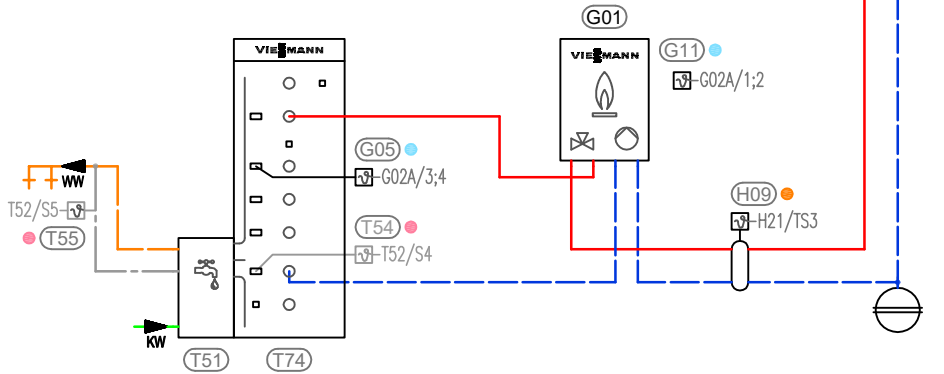 G01
VIESMANN
VIESMANN
G11
G02A/1;2
G05
G02A/3;4
WW
T52/S5
T55
T54
T52/S4
H09
H21/TS3
KW
T51
T74